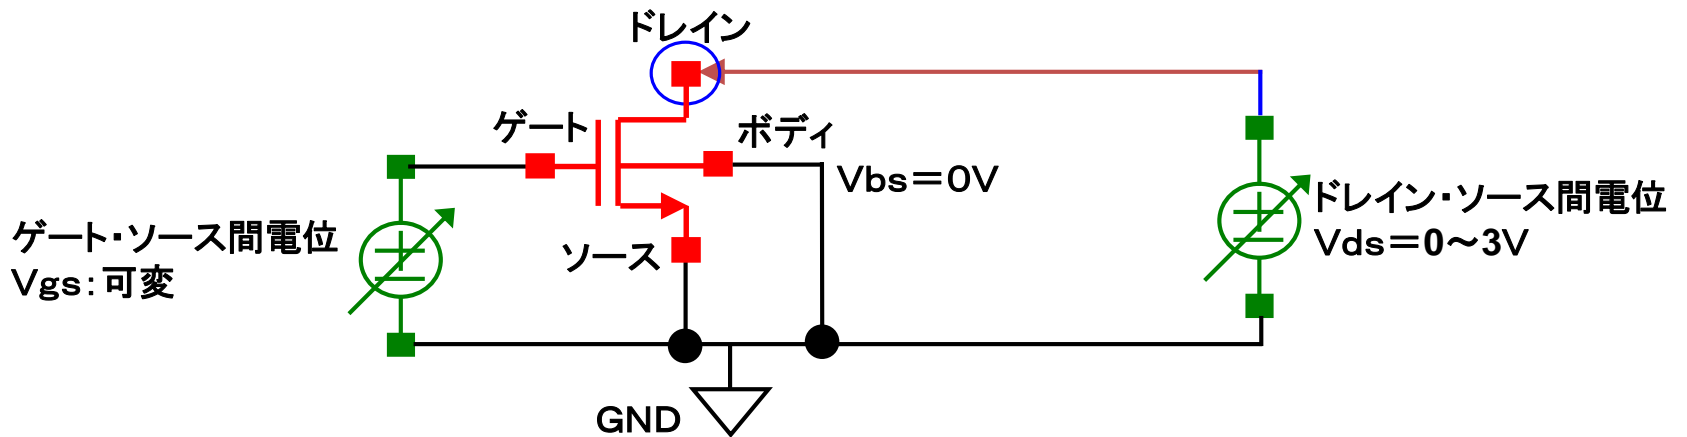 ドレイン
ゲート
ボディ
Vbs＝0V
ゲート・ソース間電位
Vgs：可変
ソース
ドレイン・ソース間電位
Vds＝0～3V
GND